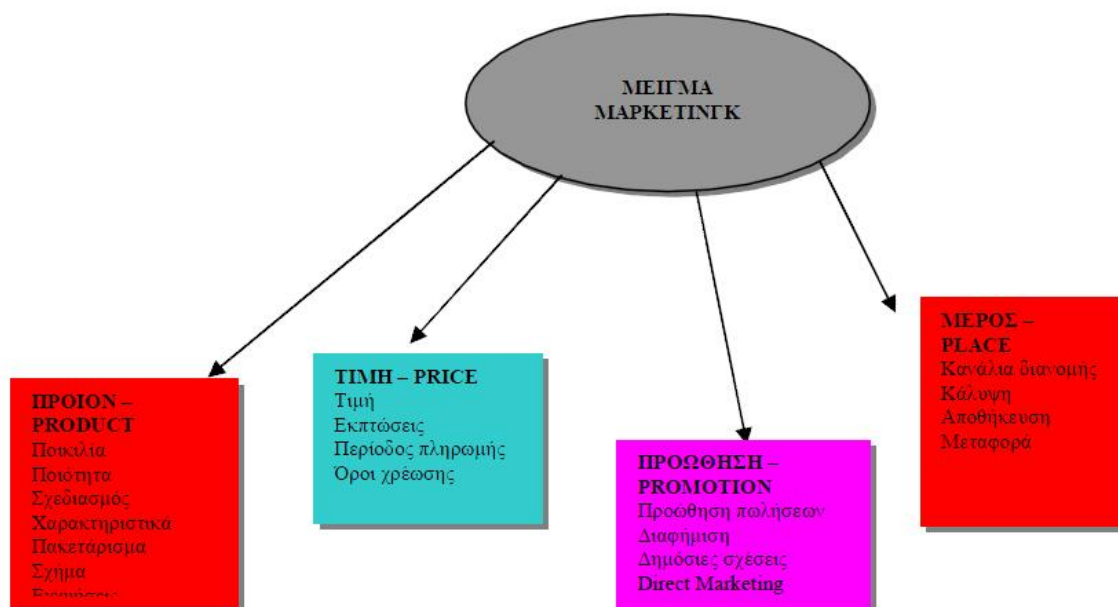 ΜΕΙΓΜΑ
ΜΑΡΚΕΤΙΝΓΚ
ΠΡΟΙΟΝ –
PRODUCT
Ποικιλία
Ποιότητα
Σχεδιασμός
Χαρακτηριστικά
Πακετάρισμα
Σχήμα
ΤΙΜΗ – PRICE
Τιμή
Εκπτώσεις
Περίοδος πληρωμής
Όροι χρέωσης
ΠΡΟΩΘΗΣΗ –
PROMOTION
Προωθηση πωλήσεων
Διαφήμιση
Δημόσιες σχέσεις
Direct Marketing
ΜΕΡΟΣ –
PLACE
Κανάλια διανομής
Κάλυψη
Αποθήκευση
Μεταφορά